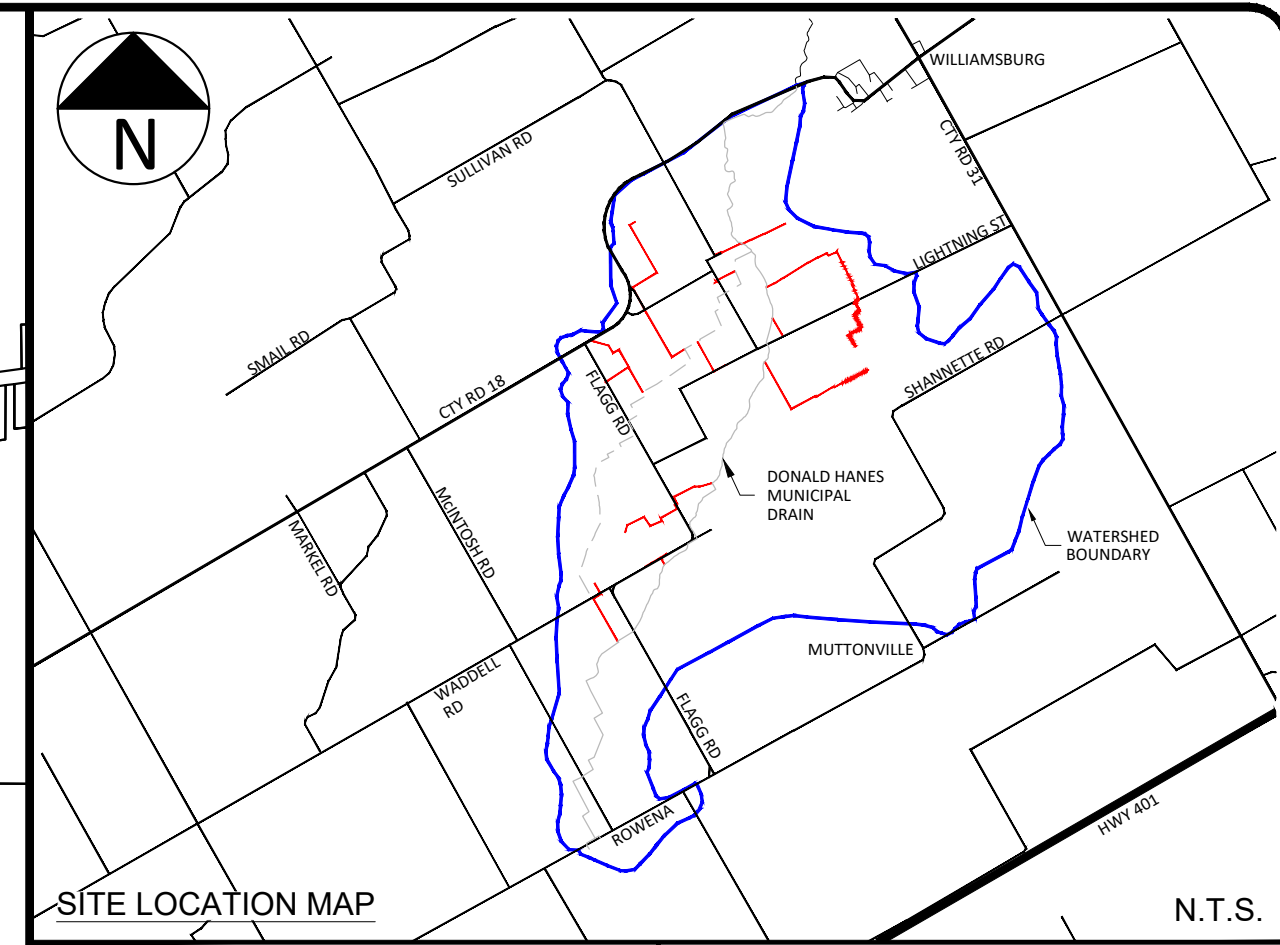 WILLIAMSBURG
N
SULLIVAN RD
CTY RD 31
LIGHTNING ST
SMAIL RD
SHANNETTE RD
CTY RD 18
FLAGG RD
DONALD HANES
MUNICIPAL
DRAIN
McINTOSH RD
MARKEL RD
WATERSHED
BOUNDARY
MUTTONVILLE
WADDELL
RD
FLAGG RD
ROWENA
HWY 401
SITE LOCATION MAP
N.T.S.